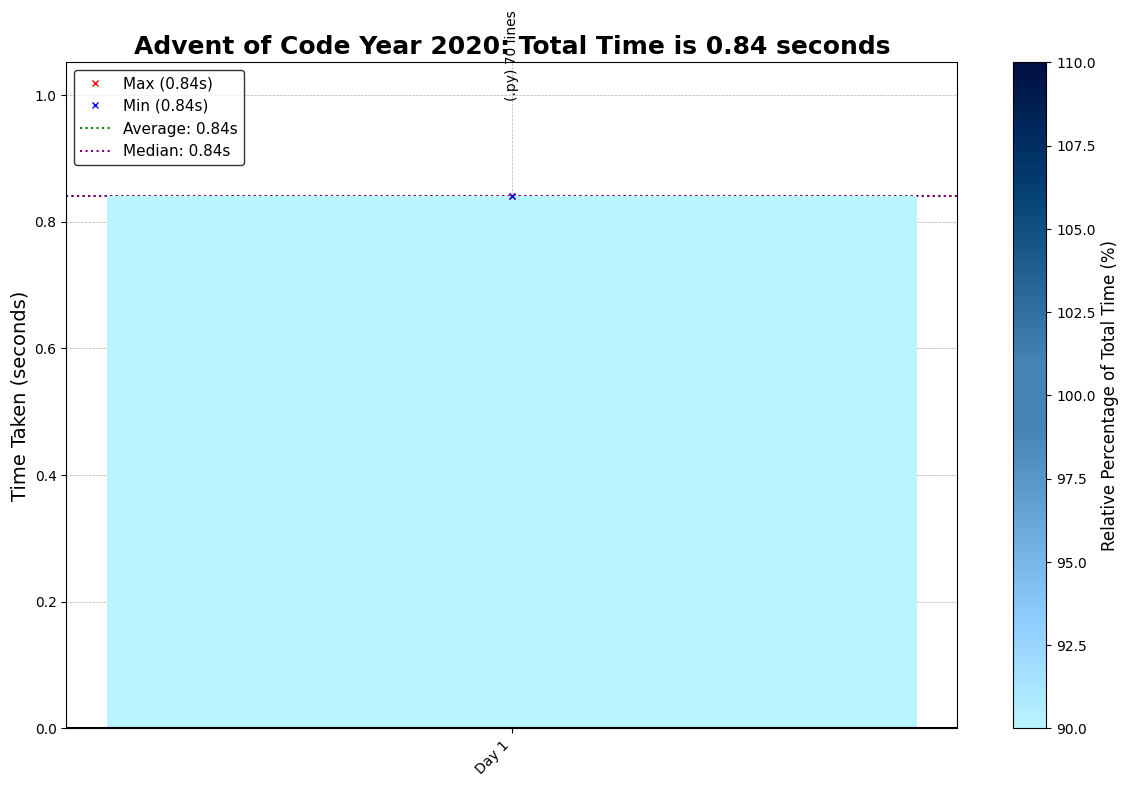 (.py) 70 lines
Advent of Code Year 2020: Total Time is 0.84 seconds
Max (0.84s)
Min (0.84s)
Average: 0.84s
Median: 0.84s
Time Taken (seconds)
1.0
0.8
0.6
0.4
0.2
0.0
Day 1
110.0
107.5
105.0
102.5
100.0
97.5
95.0
92.5
90.0
Relative Percentage of Total Time (%)